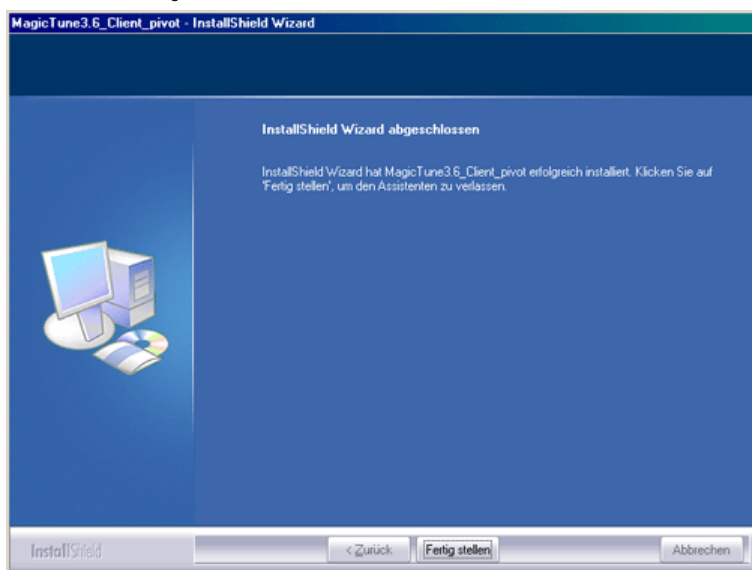 MagicTune3.6_Client_pivot - InstallShield Wizard
InstallShield Wizard abgeschlossen
InstallShield Wizard hat MagicTune3.6_Client_pivot erfolgreich installiert. Klicken Sie auf
'Fertig stellen', um den Assistenten zu verlassen.
InstallShield
< Zurück
Fertig stellen
Abbrechen